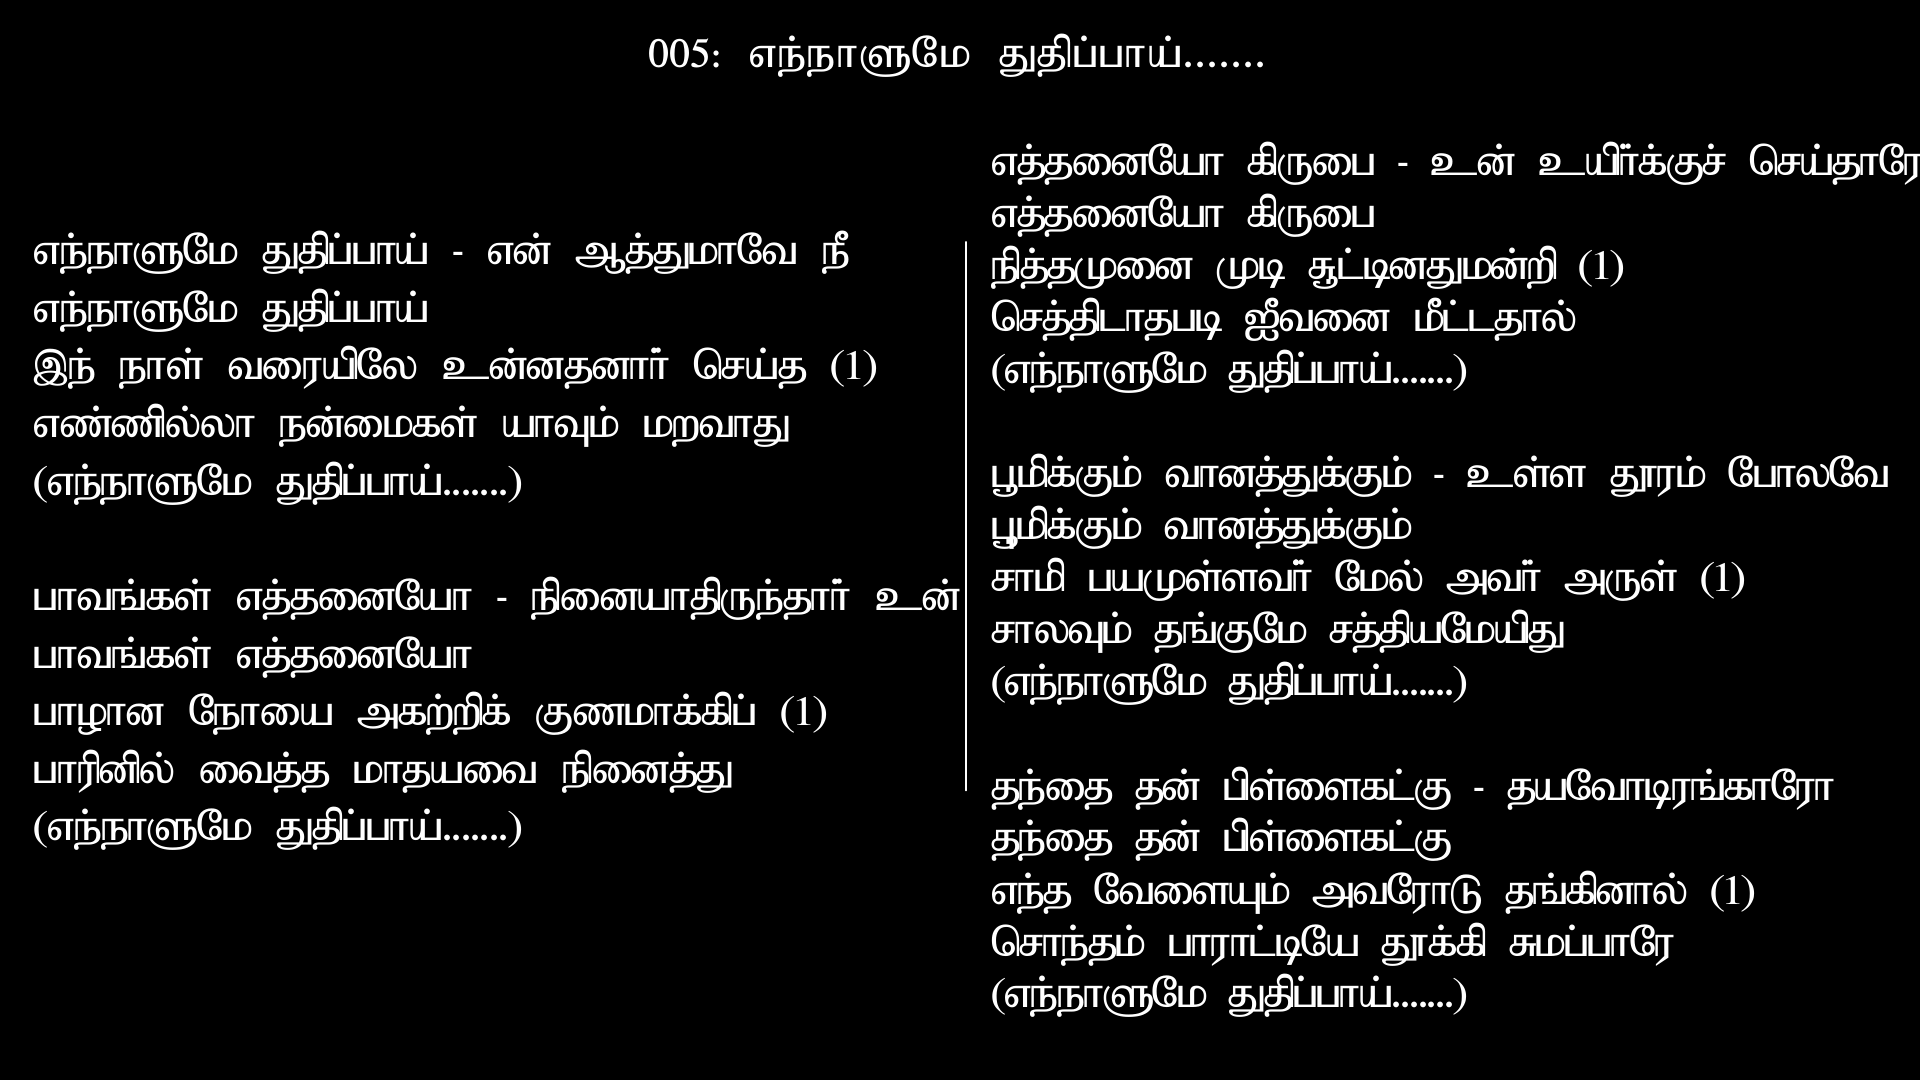 005: எந்நாளுமே துதிப்பாய்.......
எந்நாளுமே துதிப்பாய் - என் ஆத்துமாவே நீ
எந்நாளுமே துதிப்பாய்
இந் நாள் வரையிலே உன்னதனார் செய்த (1)
எண்ணில்லா நன்மைகள் யாவும் மறவாது
(எந்நாளுமே துதிப்பாய்.......)
பாவங்கள் எத்தனையோ - நினையாதிருந்தார் உன்
பாவங்கள் எத்தனையோ
பாழான நோயை அகற்றிக் குணமாக்கிப் (1)
பாரினில் வைத்த மாதயவை நினைத்து
(எந்நாளுமே துதிப்பாய்.......)
எத்தனையோ கிருபை - உன் உயிர்க்குச் செய்தாரே
எத்தனையோ கிருபை
நித்தமுனை முடி சூட்டினதுமன்றி (1)
செத்திடாதபடி ஜீவனை மீட்டதால்
(எந்நாளுமே துதிப்பாய்.......)
பூமிக்கும் வானத்துக்கும் - உள்ள தூரம் போலவே
பூமிக்கும் வானத்துக்கும்
சாமி பயமுள்ளவர் மேல் அவர் அருள் (1)
சாலவும் தங்குமே சத்தியமேயிது
(எந்நாளுமே துதிப்பாய்.......)
தந்தை தன் பிள்ளைகட்கு - தயவோடிரங்காரோ
தந்தை தன் பிள்ளைகட்கு
எந்த வேளையும் அவரோடு தங்கினால் (1)
சொந்தம் பாராட்டியே தூக்கி சுமப்பாரே
(எந்நாளுமே துதிப்பாய்.......)